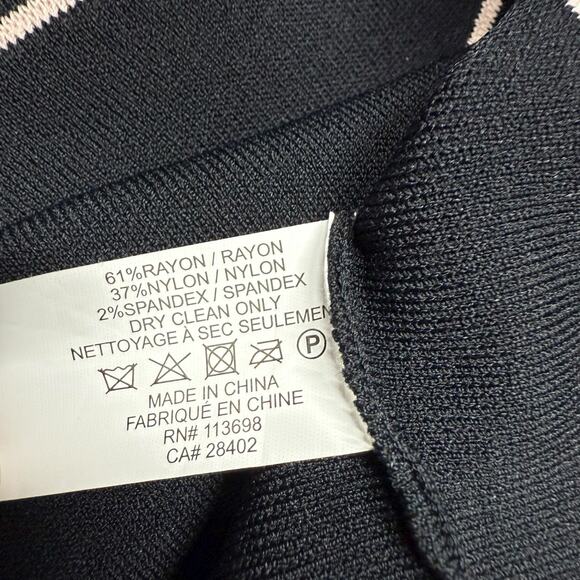 61%RAYON / RAYON
37%NYLON / NYLON
2%SPANDEX / SPANDEX
DRY CLEAN ONLY
NETTOYAGE À SEC SEULEMEN
P
MADE IN CHINA
FABRIQUÉ EN CHINE
RN# 113698
CA# 28402